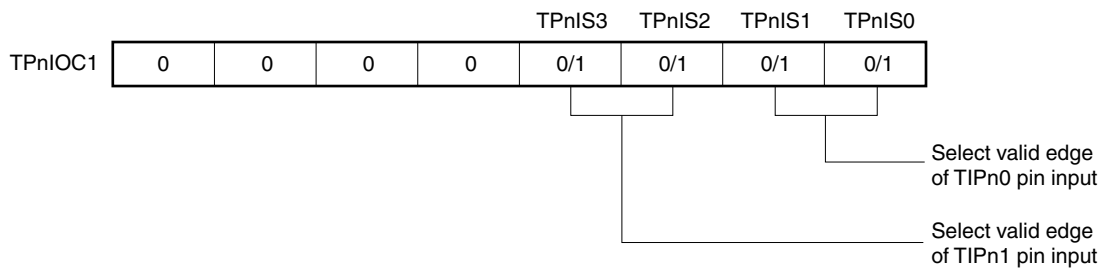 TPnIS3 TPnIS2 TPnIS1 TPnIS0
TPnIOC1 0 0 0 0 0/1 0/1 0/1 0/1
Select valid edge
of TIPn0 pin input
Select valid edge
of TIPn1 pin input